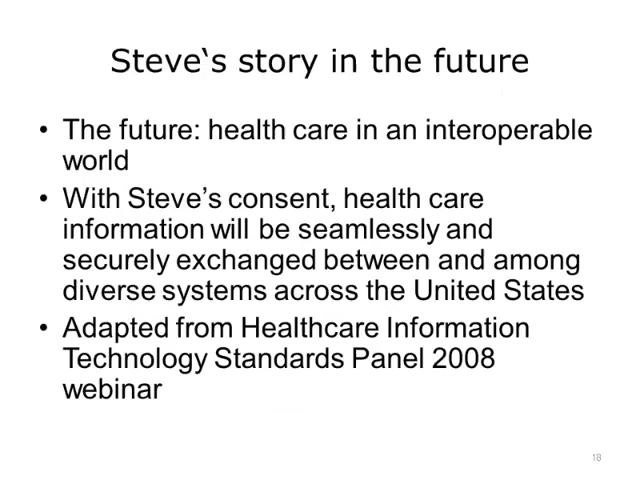 Steve‘s story in the future
• The future: health care in an interoperable
world
• With Steve’s consent, health care
information will be seamlessly and
securely exchanged between and among
diverse systems across the United States
• Adapted from Healthcare Information
Technology Standards Panel 2008
webinar
18